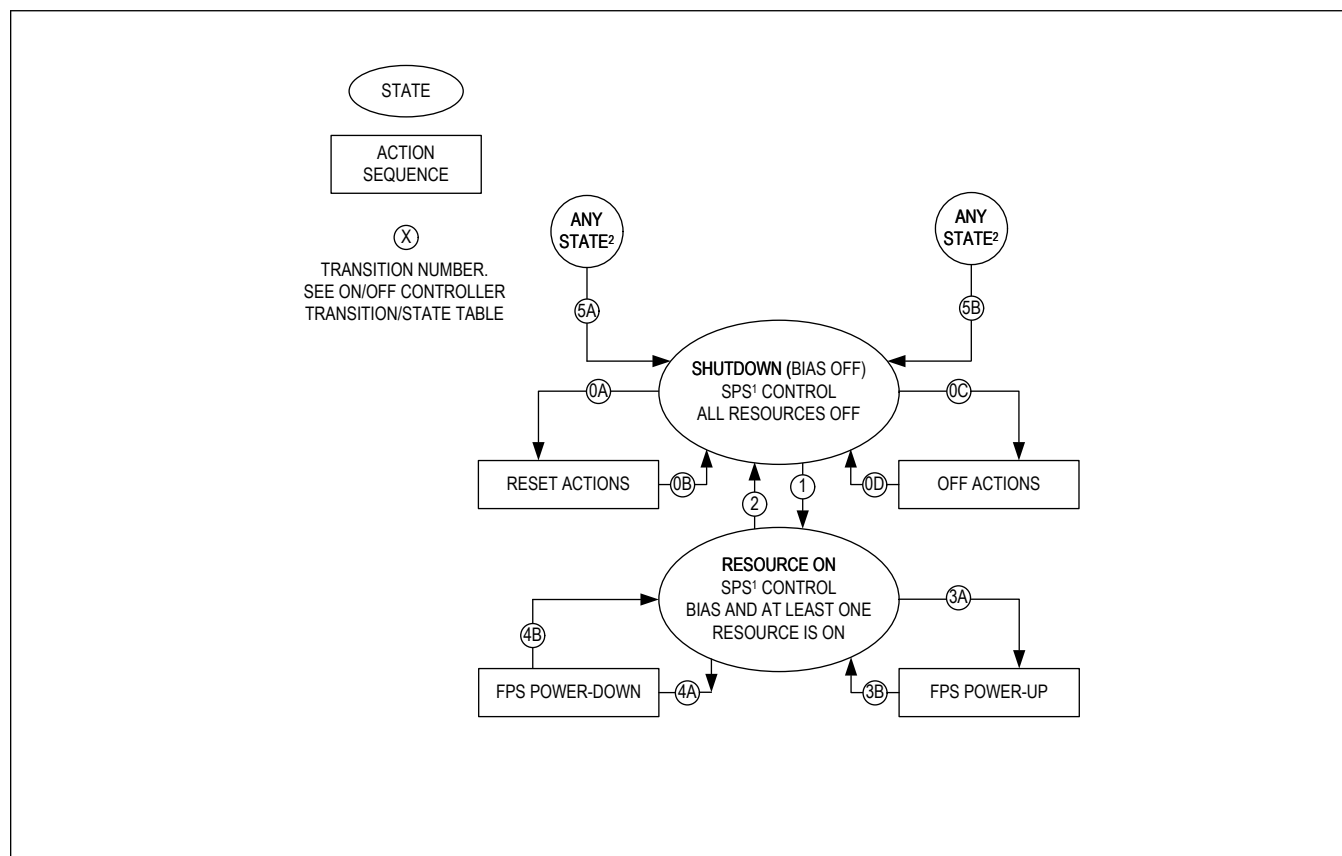 STATE
ACTION
SEQUENCE
X
TRANSITION NUMBER.
SEE ON/OFF CONTROLLER
TRANSITION/STATE TABLE
ANY
STATE²
ANY
STATE²
5A
5B
SHUTDOWN (BIAS OFF)
SPS¹ CONTROL
ALL RESOURCES OFF
0A
0C
RESET ACTIONS
0B
0D
OFF ACTIONS
2
1
RESOURCE ON
SPS¹ CONTROL
BIAS AND AT LEAST ONE
RESOURCE IS ON
3A
4B
FPS POWER-DOWN
4A
3B
FPS POWER-UP